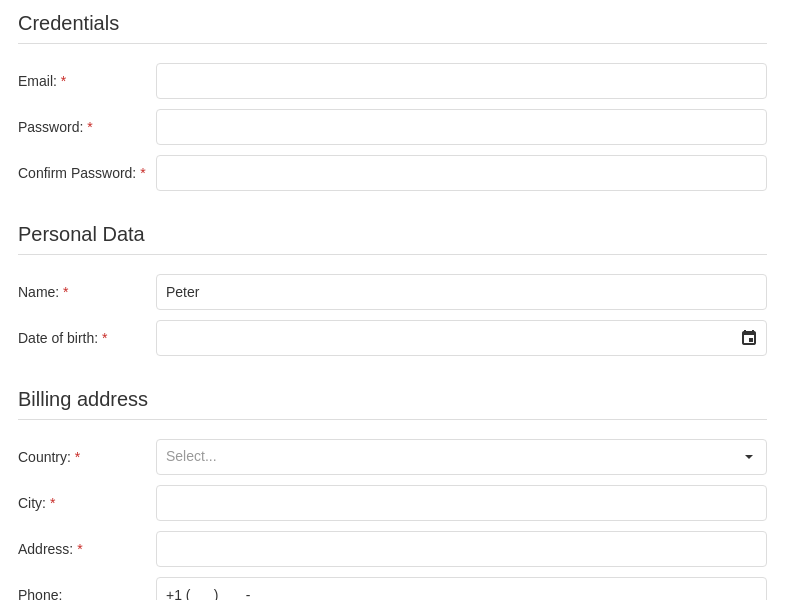 Credentials
Email: *
Password: *
Confirm Password: *
Personal Data
Name: * Peter
Date of birth: *
Billing address
Country: * Select...
City: *
Address: *
Phone: +1 (   )    -